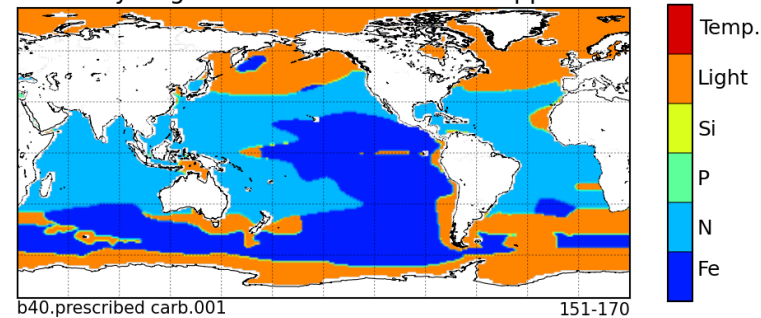 Temp.
Light
Si
P
N
Fe
b40.prescribed carb.001
151-170